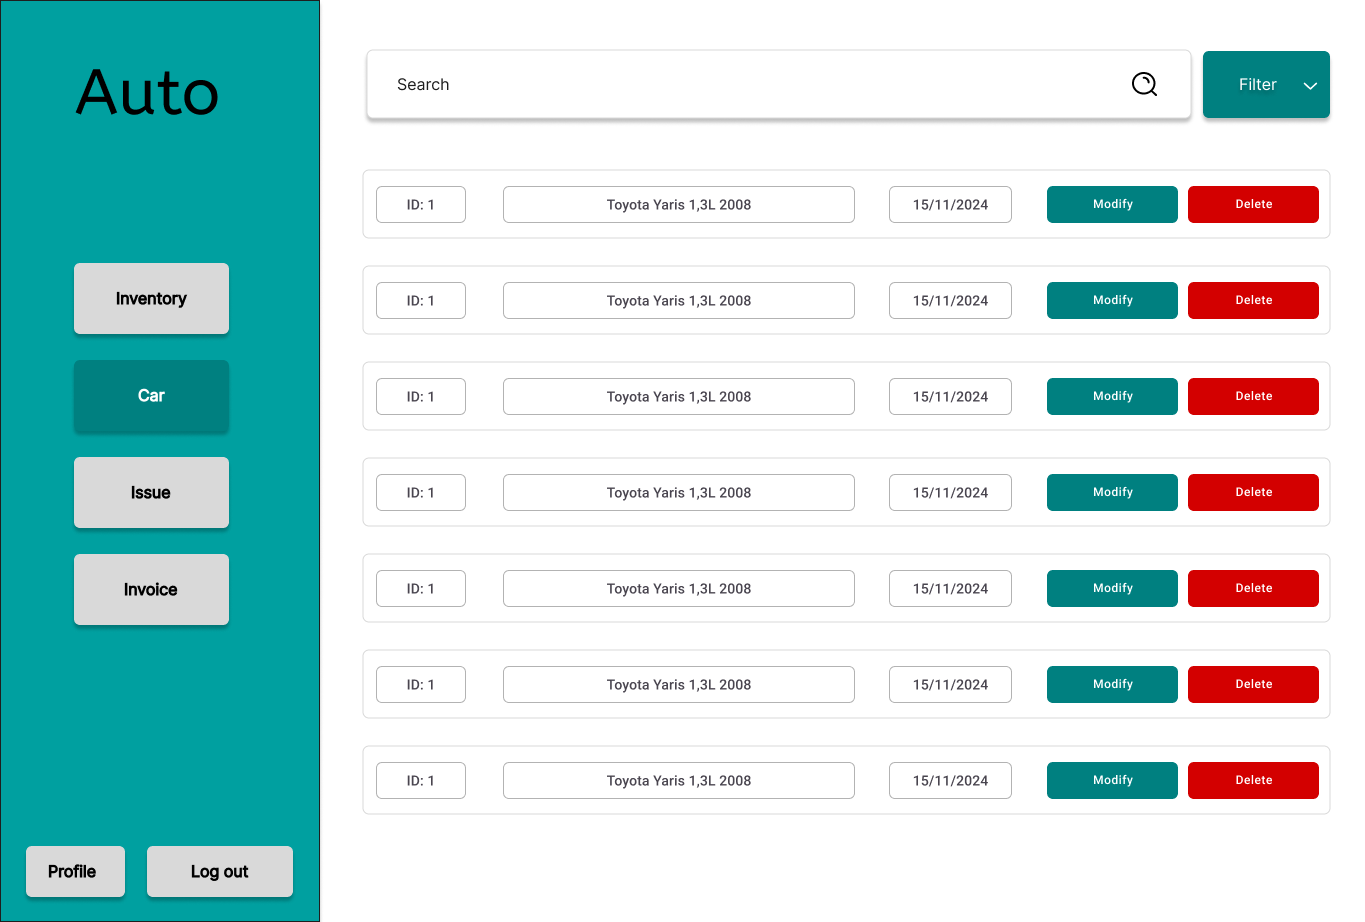 Auto
Inventory
Car
Issue
Invoice
Profile
Log out
Search
Filter
ID: 1 Toyota Yaris 1,3L 2008 15/11/2024 Modify Delete
ID: 1 Toyota Yaris 1,3L 2008 15/11/2024 Modify Delete
ID: 1 Toyota Yaris 1,3L 2008 15/11/2024 Modify Delete
ID: 1 Toyota Yaris 1,3L 2008 15/11/2024 Modify Delete
ID: 1 Toyota Yaris 1,3L 2008 15/11/2024 Modify Delete
ID: 1 Toyota Yaris 1,3L 2008 15/11/2024 Modify Delete
ID: 1 Toyota Yaris 1,3L 2008 15/11/2024 Modify Delete